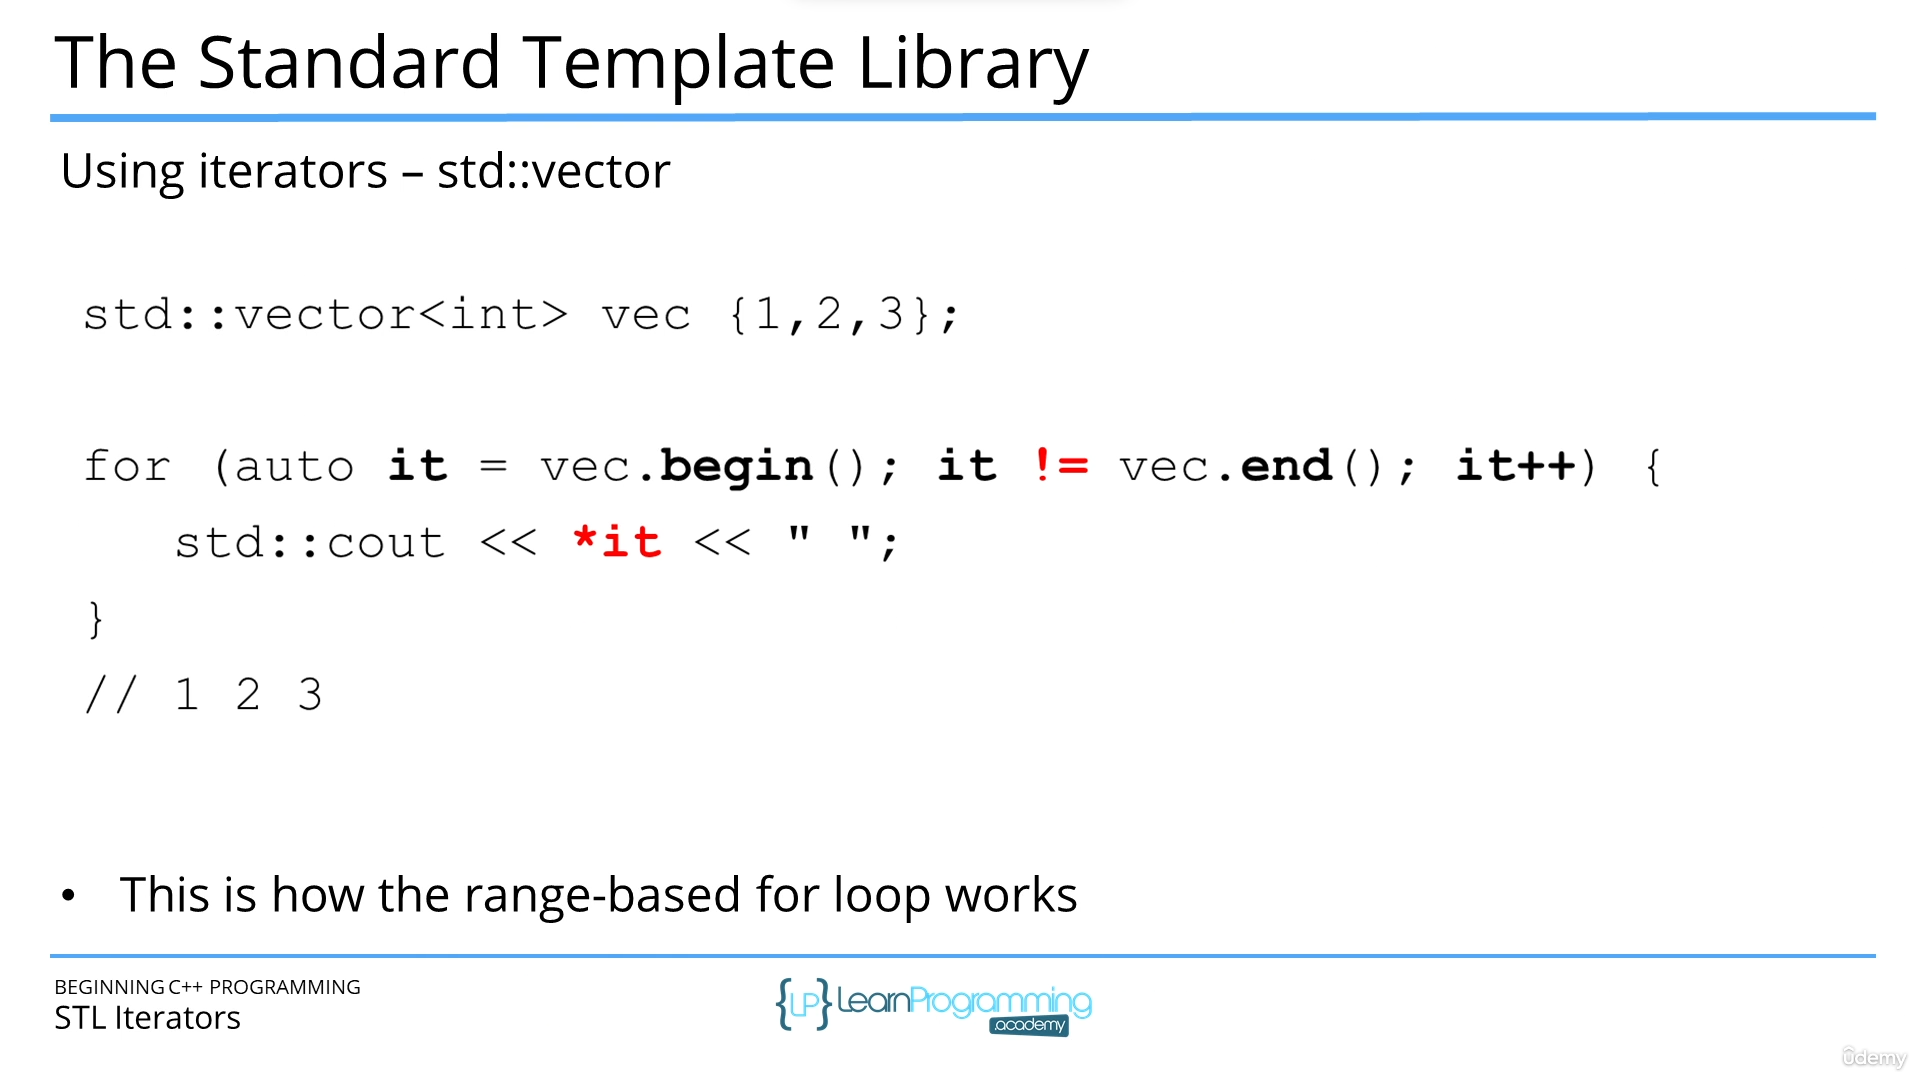 The Standard Template Library
Using iterators – std::vector
std::vector<int> vec {1,2,3};
for (auto it = vec.begin(); it != vec.end(); it++) {
std::cout << *it << " ";
}
// 1 2 3
• This is how the range-based for loop works
BEGINNING C++ PROGRAMMING
STL Iterators
{LP} LearnProgramming
.academy
ûdemy